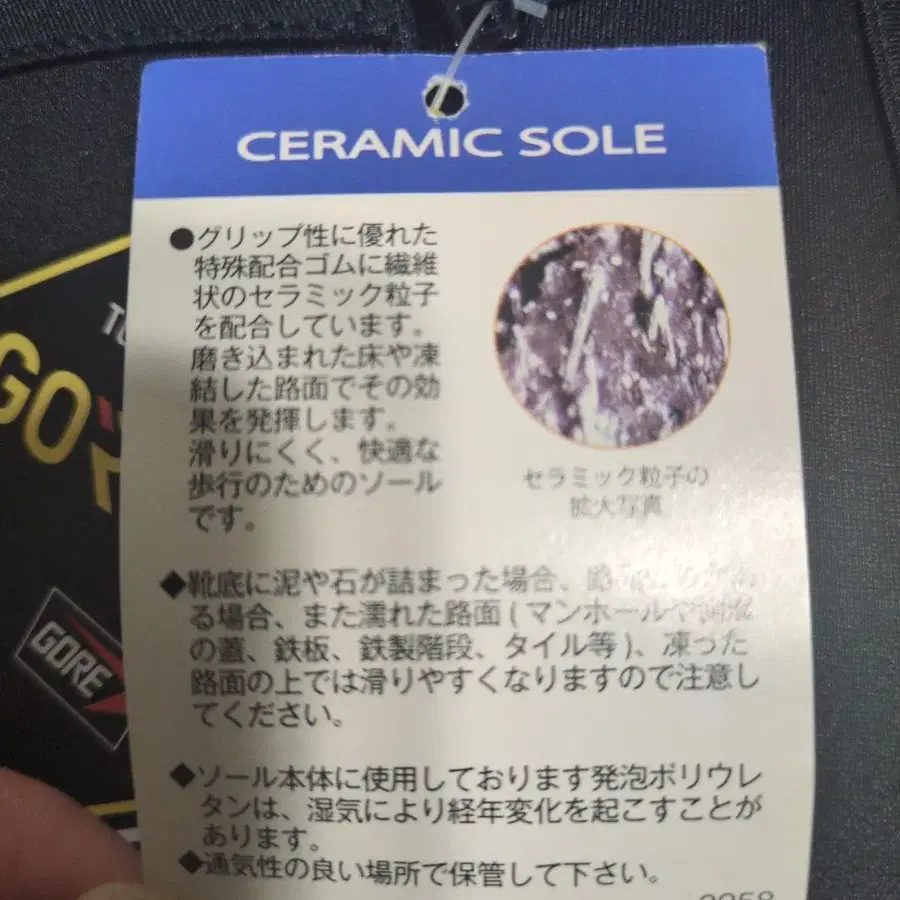 CERAMIC SOLE
●グリップ性に優れた
特殊配合ゴムに繊維
状のセラミック粒子
を配合しています。
磨き込まれた床や凍
結した路面でその効
果を発揮します。
滑りにくく、快適な
歩行のためのソール
です。
セラミック粒子の
拡大写真
◆靴底に泥や石が詰まった場合、
る場合、また濡れた路面(マンホールや
の蓋、鉄板、鉄製階段、タイル等)、凍った
路面の上では滑りやすくなりますので注意し
てください。
◆ソール本体に使用しております発泡ポリウレ
タンは、湿気により経年変化を起こすことが
あります。
◆通気性の良い場所で保管して下さい。
GORE